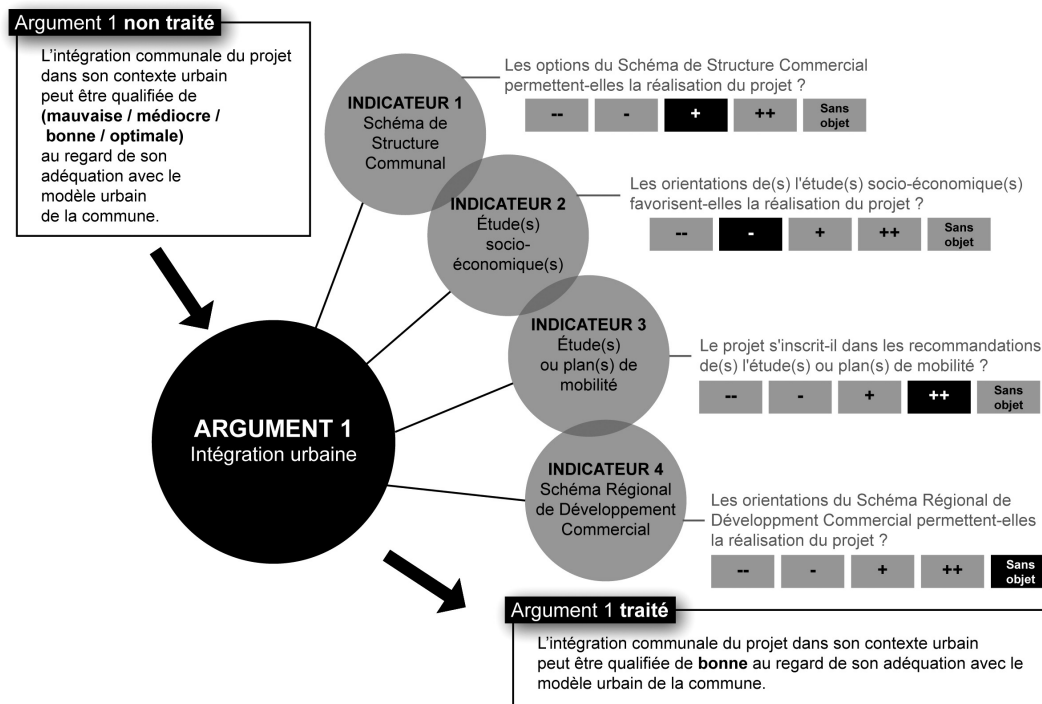 Argument 1 non traité
L'intégration communale du projet
dans son contexte urbain
peut être qualifiée de
(mauvaise / médiocre /
bonne / optimale)
au regard de son
adéquation avec le
modèle urbain
de la commune.
INDICATEUR 1
Schéma de
Structure
Communal
Les options du Schéma de Structure Commercial
permettent-elles la réalisation du projet ?
-- - + ++ Sans
objet
INDICATEUR 2
Étude(s)
socio-
économique(s)
Les orientations de(s) l'étude(s) socio-économique(s)
favorisent-elles la réalisation du projet ?
-- - + ++ Sans
objet
INDICATEUR 3
Étude(s)
ou plan(s) de
mobilité
Le projet s'inscrit-il dans les recommandations
de(s) l'étude(s) ou plan(s) de mobilité ?
-- - + ++ Sans
objet
ARGUMENT 1
Intégration urbaine
INDICATEUR 4
Schéma Régional
de Développement
Commercial
Les orientations du Schéma Régional de
Développment Commercial permettent-elles
la réalisation du projet ?
-- - + ++ Sans
objet
Argument 1 traité
L'intégration communale du projet dans son contexte urbain
peut être qualifiée de bonne au regard de son adéquation avec le
modèle urbain de la commune.